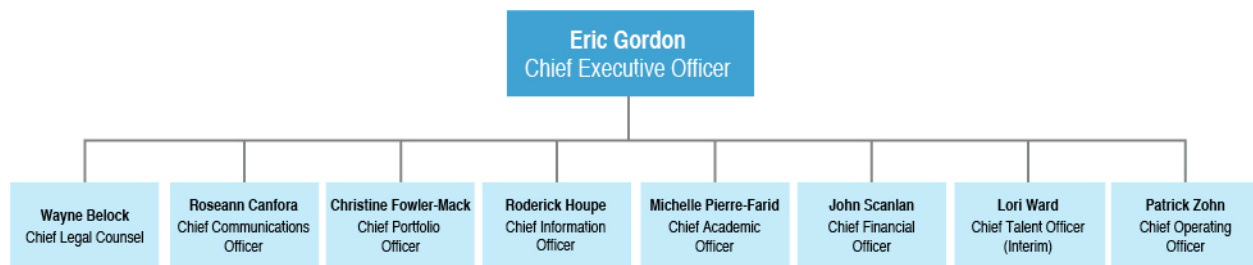 Eric Gordon
Chief Executive Officer
Wayne Belock
Chief Legal Counsel
Roseann Canfora
Chief Communications
Officer
Christine Fowler-Mack
Chief Portfolio
Officer
Roderick Houpe
Chief Information
Officer
Michelle Pierre-Farid
Chief Academic
Officer
John Scanlan
Chief Financial
Officer
Lori Ward
Chief Talent Officer
(Interim)
Patrick Zohn
Chief Operating
Officer